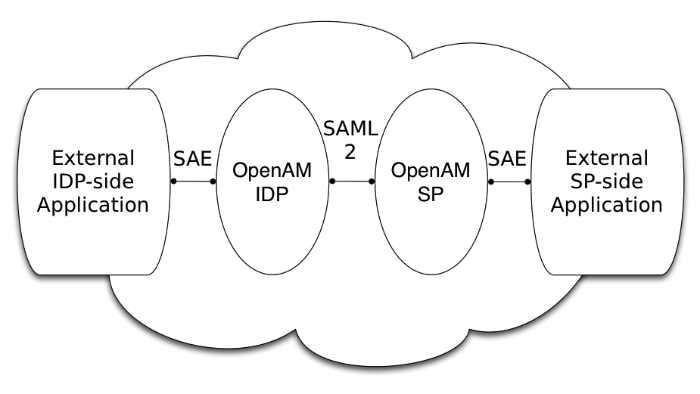 External
IDP-side
Application
SAE
OpenAM
IDP
SAML
2
OpenAM
SP
SAE
External
SP-side
Application